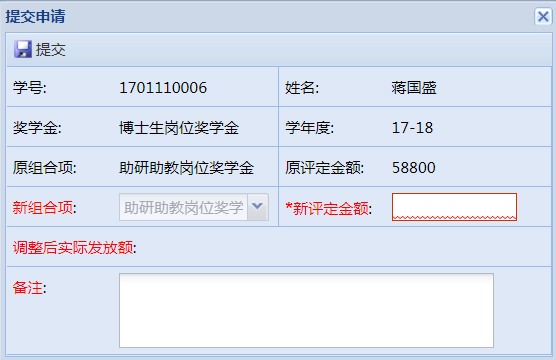 提交申请
提交
学号: 1701110006 姓名: 蒋国盛
奖学金: 博士生岗位奖学金 学年度: 17-18
原组合项: 助研助教岗位奖学金 原评定金额: 58800
新组合项: 助研助教岗位奖学 *新评定金额:
调整后实际发放额:
备注: